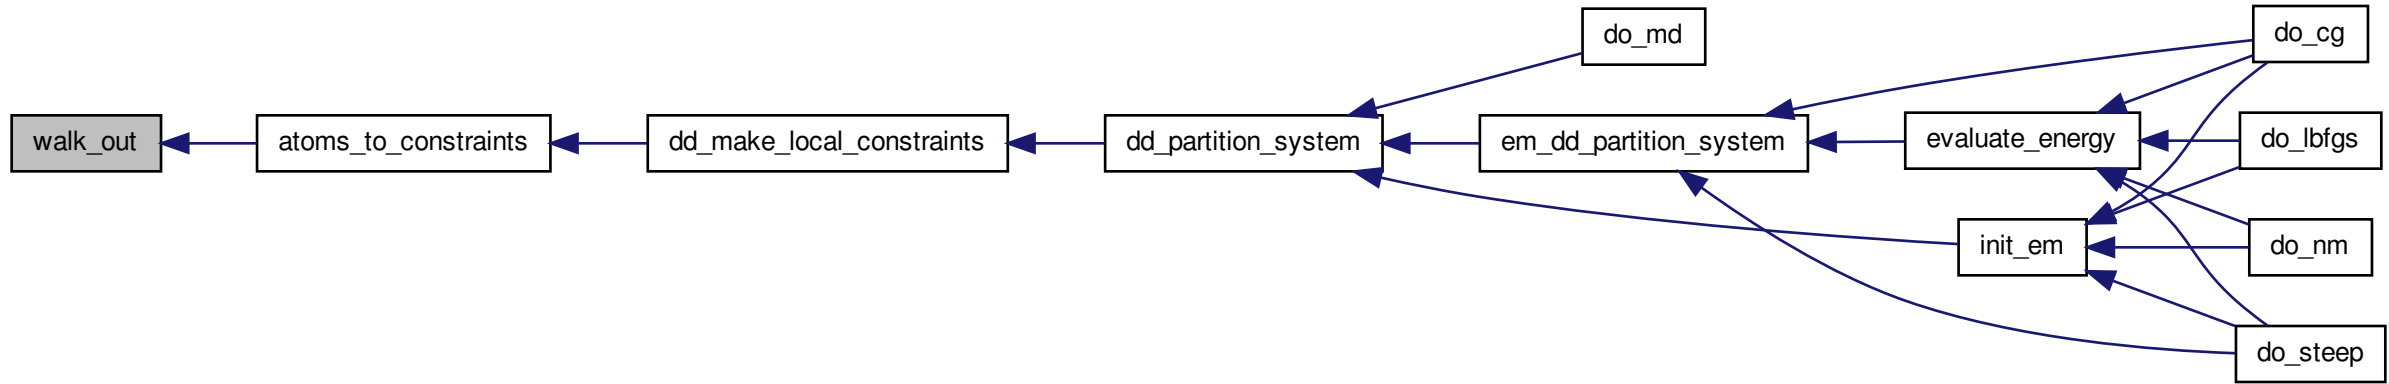 walk_out
atoms_to_constraints
dd_make_local_constraints
dd_partition_system
do_md
em_dd_partition_system
evaluate_energy
init_em
do_cg
do_lbfgs
do_nm
do_steep